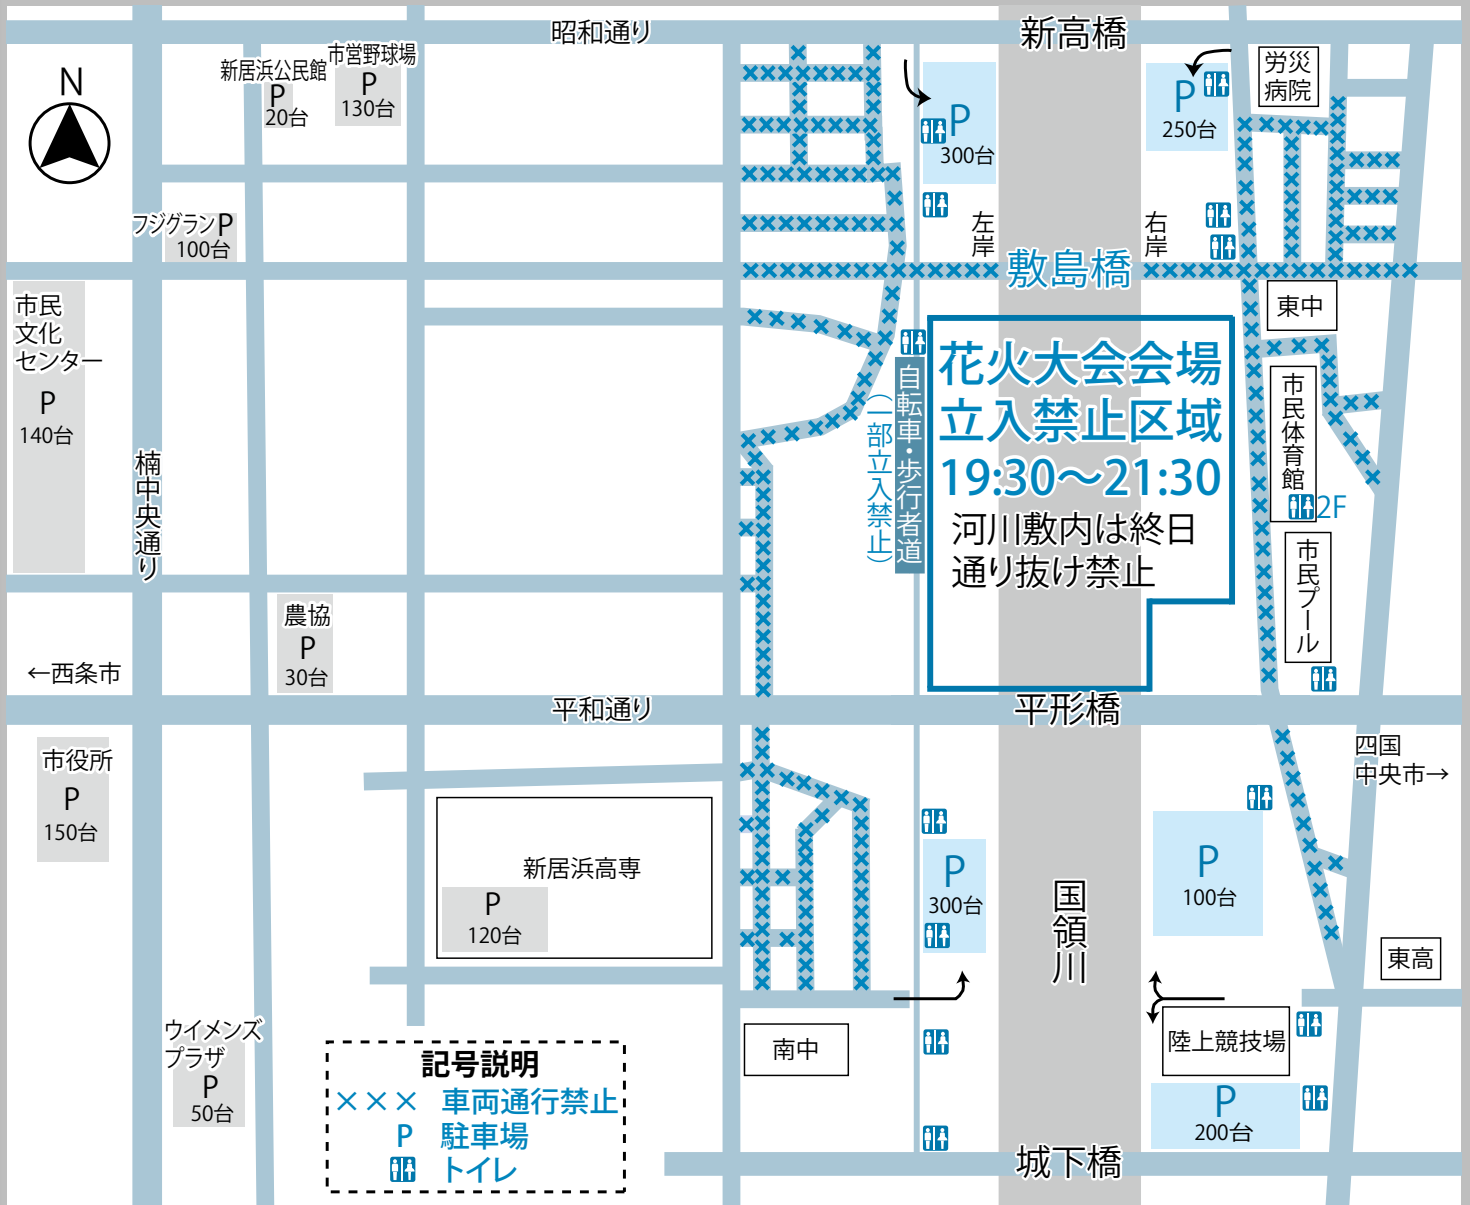 昭和通り
新高橋
N
新居浜公民館
P
20台
市営野球場
P
130台
P
300台
P
250台
労災
病院
フジグランP
100台
左岸
右岸
敷島橋
市民
文化
センター
P
140台
東中
花火大会会場
立入禁止区域
19:30～21:30
河川敷内は終日
通り抜け禁止
自転車・歩行者道
（一部立入禁止）
市民体育館
2F
市民プール
楠中央通り
農協
P
30台
←西条市
平和通り
平形橋
四国
中央市→
市役所
P
150台
新居浜高専
P
120台
P
300台
国領川
P
100台
東高
ウイメンズ
プラザ
P
50台
南中
陸上競技場
P
200台
城下橋
記号説明
××× 車両通行禁止
P 駐車場
トイレ